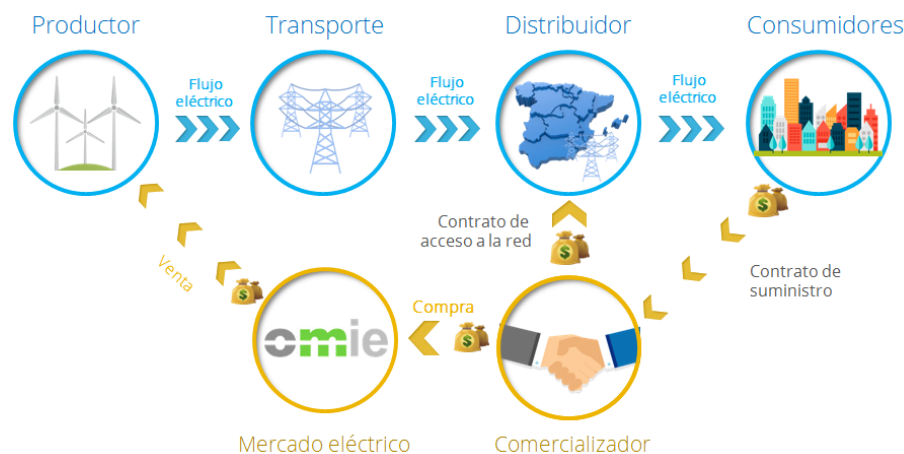 Productor
Transporte
Distribuidor
Consumidores
Flujo
eléctrico
Flujo
eléctrico
Flujo
eléctrico
Contrato de
acceso a la red
Contrato de
suministro
Venta
Compra
omie
Mercado eléctrico
Comercializador